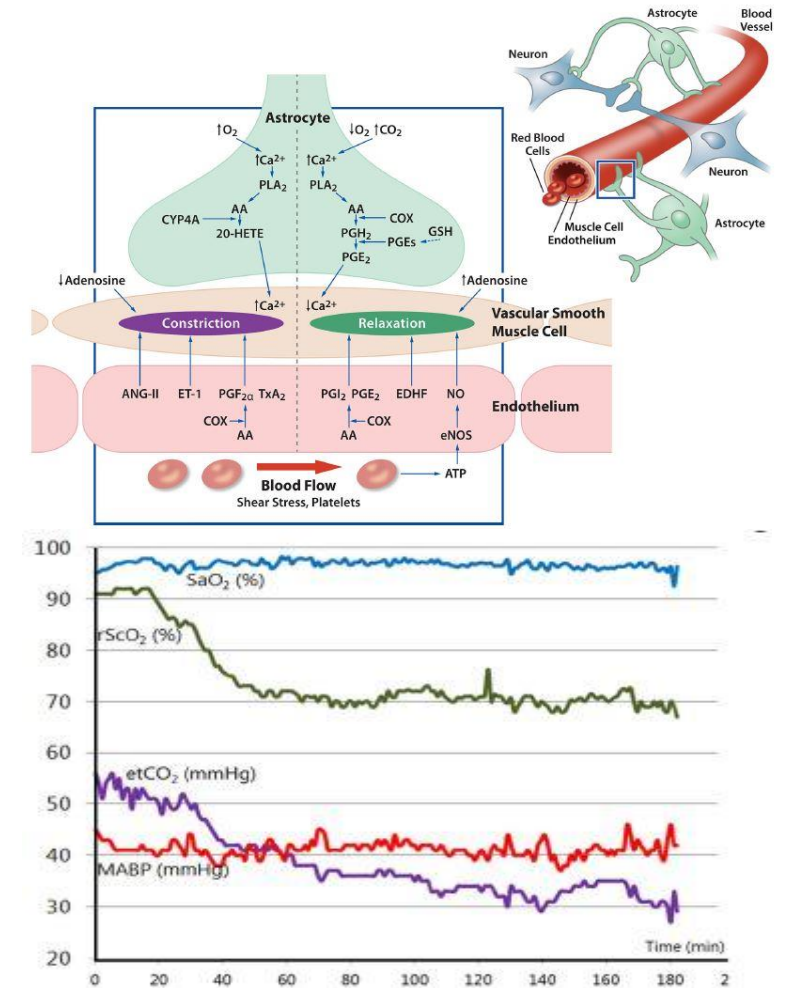 Astrocyte
Blood
Vessel
Neuron
Red Blood
Cells
Neuron
Muscle Cell
Endothelium
Astrocyte
Astrocyte
↑O₂
↓O₂ ↑CO₂
↑Ca²⁺
↑Ca²⁺
PLA₂
PLA₂
AA
AA
CYP4A
COX
20-HETE
PGH₂
PGEs
GSH
PGE₂
↓Adenosine
↑Adenosine
↑Ca²⁺
↓Ca²⁺
Constriction
Relaxation
Vascular Smooth
Muscle Cell
ANG-II
ET-1
PGF₂α TxA₂
PGI₂ PGE₂
EDHF
NO
Endothelium
COX
COX
AA
AA
eNOS
ATP
Blood Flow
Shear Stress, Platelets
100
SaO₂ (%)
90
rScO₂ (%)
80
70
60
etCO₂ (mmHg)
50
40
MABP (mmHg)
30
Time (min)
20
0 20 40 60 80 100 120 140 160 180 2